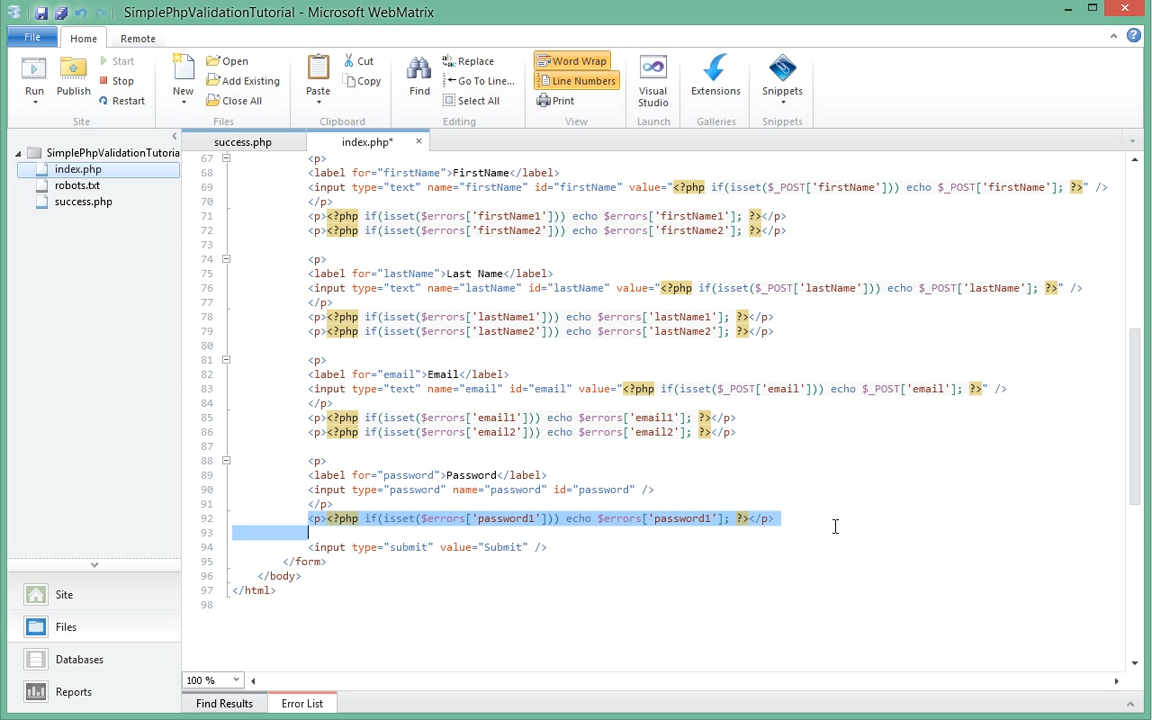 SimplePhpValidationTutorial - Microsoft WebMatrix
File Home Remote
Run Publish Start Stop Restart Site
New Open Add Existing Close All Files
Paste Cut Copy Clipboard
Find Replace Go To Line... Select All Editing
Word Wrap Line Numbers Print View
Visual Studio Launch
Extensions Galleries
Snippets Snippets
SimplePhpValidationTutoria
index.php
robots.txt
success.php
Site
Files
Databases
Reports
success.php index.php*
67 <p>
68 <label for="firstName">FirstName</label>
69 <input type="text" name="firstName" id="firstName" value="<?php if(isset($_POST['firstName'])) echo $_POST['firstName']; ?>" />
70 </p>
71 <p><?php if(isset($errors['firstName1'])) echo $errors['firstName1']; ?></p>
72 <p><?php if(isset($errors['firstName2'])) echo $errors['firstName2']; ?></p>
73
74 <p>
75 <label for="lastName">Last Name</label>
76 <input type="text" name="lastName" id="lastName" value="<?php if(isset($_POST['lastName'])) echo $_POST['lastName']; ?>" />
77 </p>
78 <p><?php if(isset($errors['lastName1'])) echo $errors['lastName1']; ?></p>
79 <p><?php if(isset($errors['lastName2'])) echo $errors['lastName2']; ?></p>
80
81 <p>
82 <label for="email">Email</label>
83 <input type="text" name="email" id="email" value="<?php if(isset($_POST['email'])) echo $_POST['email']; ?>" />
84 </p>
85 <p><?php if(isset($errors['email1'])) echo $errors['email1']; ?></p>
86 <p><?php if(isset($errors['email2'])) echo $errors['email2']; ?></p>
87
88 <p>
89 <label for="password">Password</label>
90 <input type="password" name="password" id="password" />
91 </p>
92 <p><?php if(isset($errors['password1'])) echo $errors['password1']; ?></p>
93
94 <input type="submit" value="Submit" />
95 </form>
96 </body>
97 </html>
98
100 %
Find Results Error List